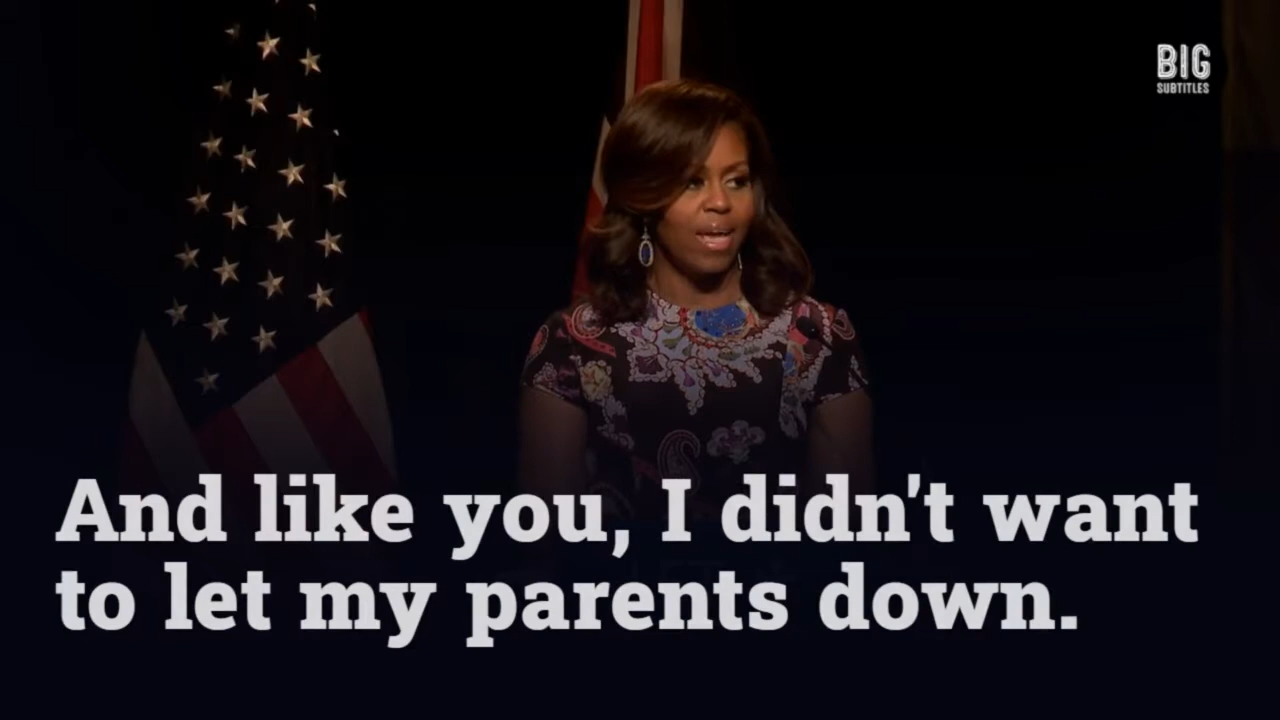 BIG
SUBTITLES
And like you, I didn't want
to let my parents down.